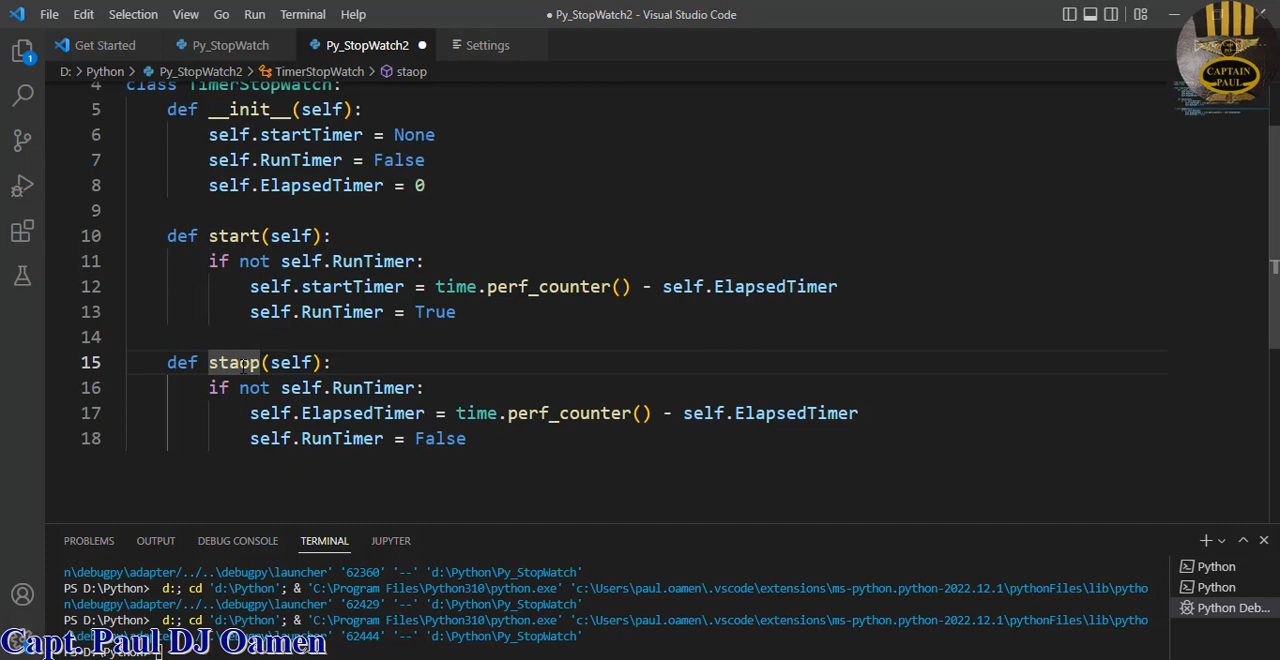 File Edit Selection View Go Run Terminal Help
● Py_StopWatch2 - Visual Studio Code
Get Started Py_StopWatch Py_StopWatch2 ● Settings
D: > Python > Py_StopWatch2 > TimerStopWatch > staop
4 class TimerStopWatch:
5 def __init__(self):
6 self.startTimer = None
7 self.RunTimer = False
8 self.ElapsedTimer = 0
9
10 def start(self):
11 if not self.RunTimer:
12 self.startTimer = time.perf_counter() - self.ElapsedTimer
13 self.RunTimer = True
14
15 def staop(self):
16 if not self.RunTimer:
17 self.ElapsedTimer = time.perf_counter() - self.ElapsedTimer
18 self.RunTimer = False
CAPTAIN
PAUL
1
PROBLEMS OUTPUT DEBUG CONSOLE TERMINAL JUPYTER
n\debugpy\adapter/../..\debugpy\launcher' '62360' '--' 'd:\Python\Py_StopWatch'
PS D:\Python> d:; cd 'd:\Python'; & 'C:\Program Files\Python310\python.exe' 'c:\Users\paul.oamen\.vscode\extensions\ms-python.python-2022.12.1\pythonFiles\lib\pytho
n\debugpy\adapter/../..\debugpy\launcher' '62429' '--' 'd:\Python\Py_StopWatch'
PS D:\Python> d:; cd 'd:\Python'; & 'C:\Program Files\Python310\python.exe' 'c:\Users\paul.oamen\.vscode\extensions\ms-python.python-2022.12.1\pythonFiles\lib\pytho
debugpy\adapter/../..\debugpy\launcher' '62444' '--' 'd:\Python\Py_StopWatch'
PS D:\Python>
Python
Python
Python Deb...
Capt. Paul DJ Oamen